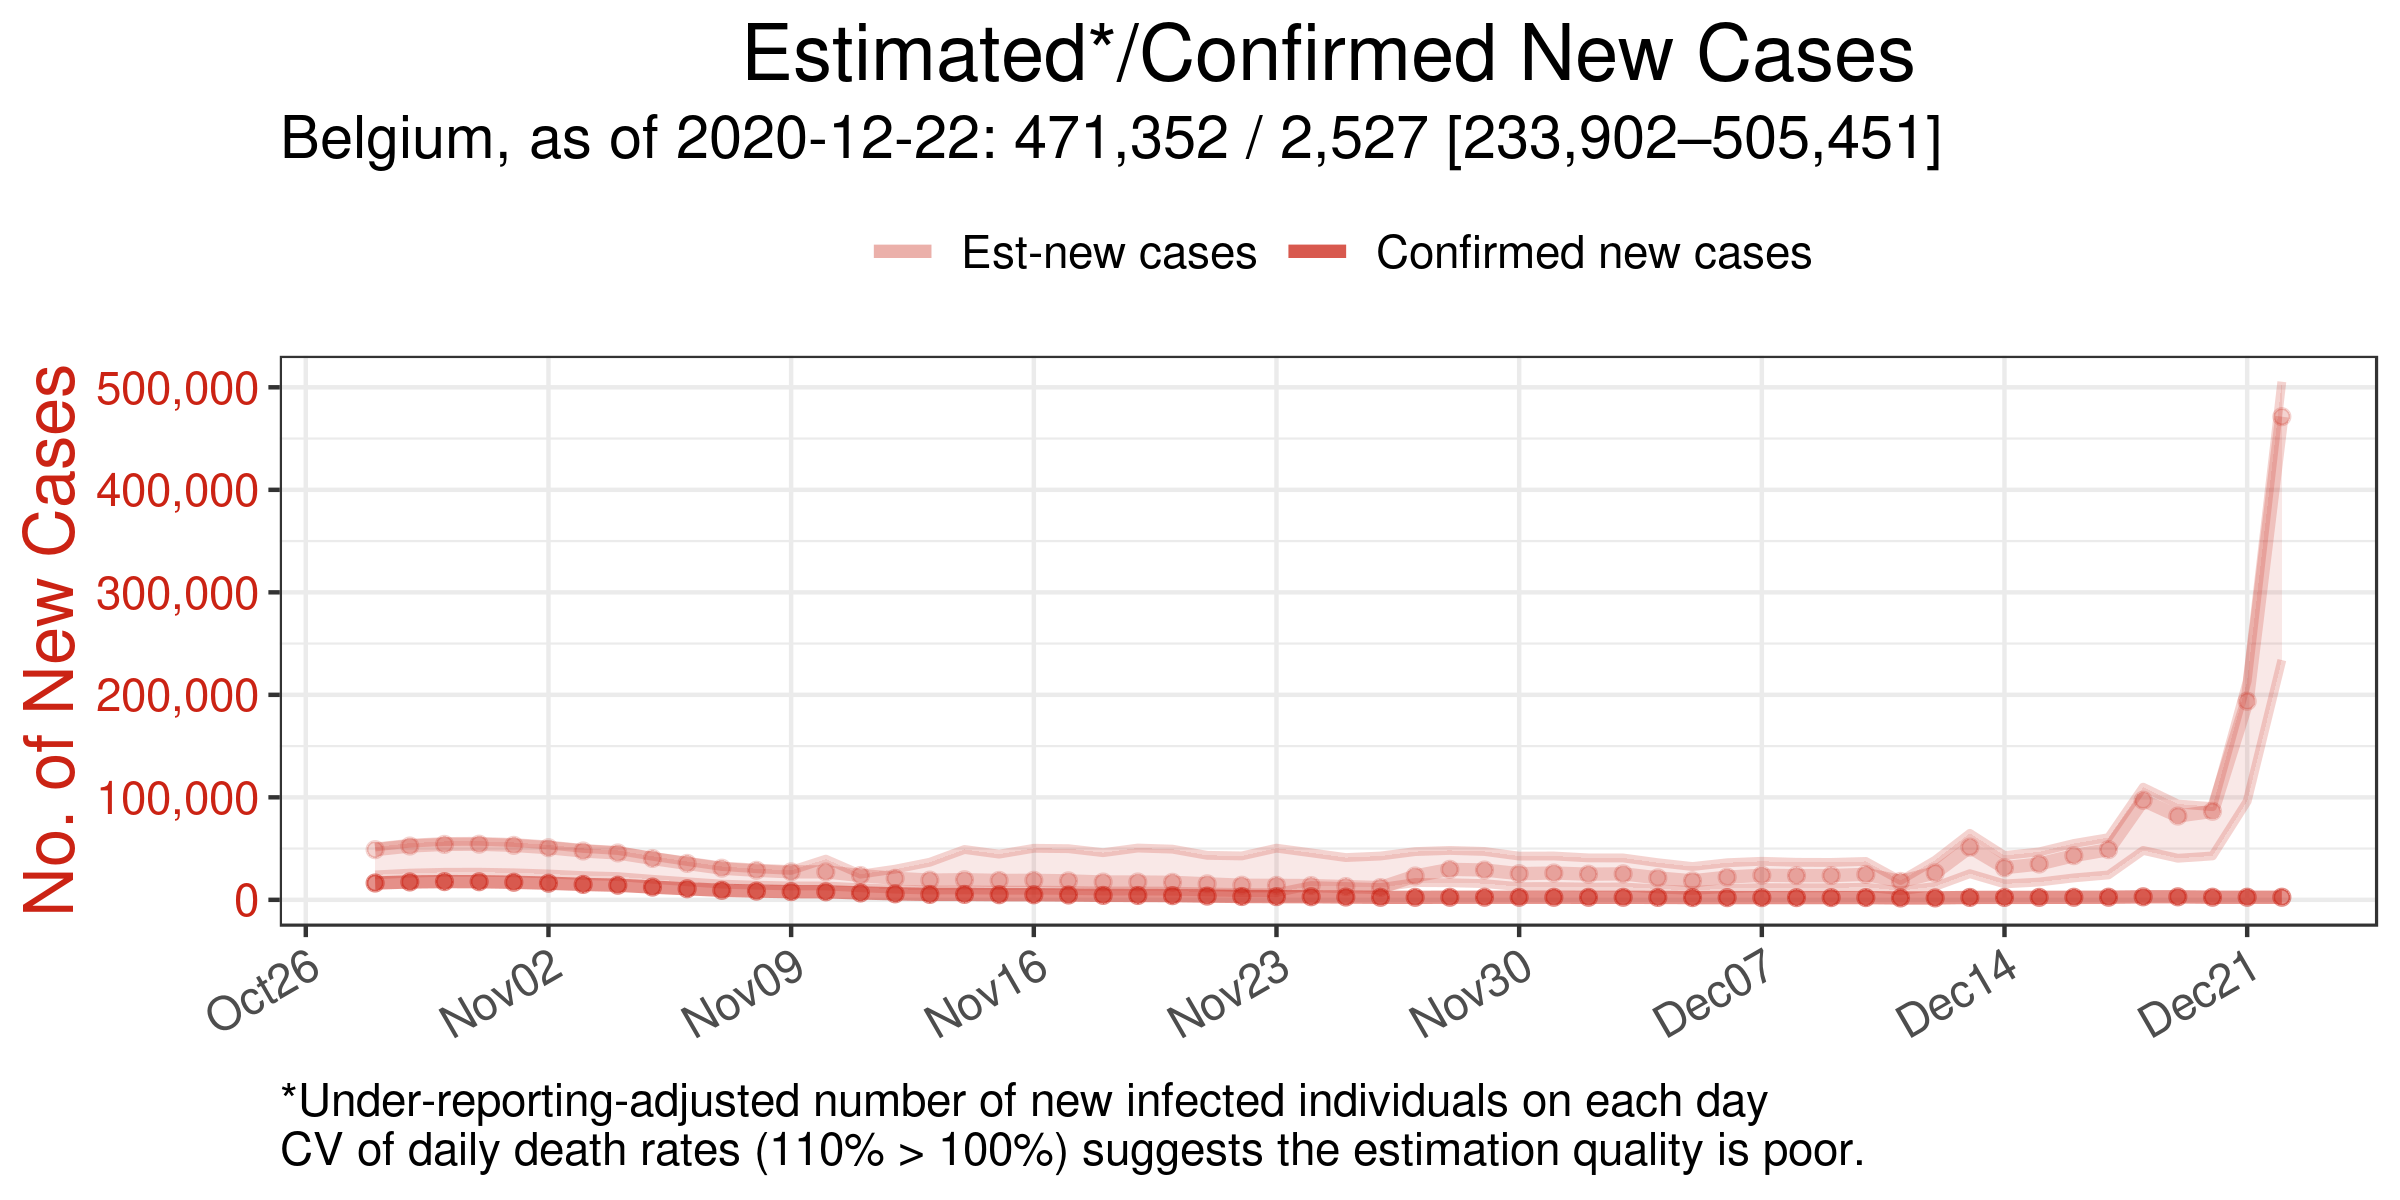 Estimated*/Confirmed New Cases
Belgium, as of 2020-12-22: 471,352 / 2,527 [233,902–505,451]
Est-new cases
Confirmed new cases
No. of New Cases
500,000
400,000
300,000
200,000
100,000
0
Oct26
Nov02
Nov09
Nov16
Nov23
Nov30
Dec07
Dec14
Dec21
*Under-reporting-adjusted number of new infected individuals on each day
CV of daily death rates (110% > 100%) suggests the estimation quality is poor.